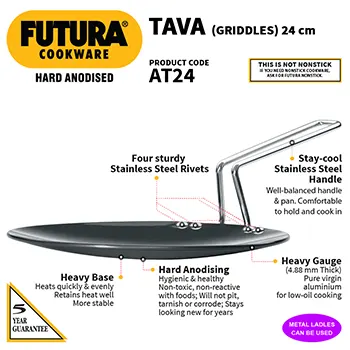 FUTURA®
COOKWARE
HARD ANODISED
TAVA (GRIDDLES) 24 cm
PRODUCT CODE
AT24
THIS IS NOT NONSTICK
IF YOU NEED NONSTICK COOKWARE,
ASK FOR FUTURA NONSTICK.
Four sturdy
Stainless Steel Rivets
Stay-cool
Stainless Steel
Handle
Well-balanced handle
& pan. Comfortable
to hold and cook in
Heavy Base
Heats quickly & evenly
Retains heat well
More stable
Hard Anodising
Hygienic & healthy
Non-toxic, non-reactive
with foods; Will not pit,
tarnish or corrode; Stays
looking new for years
Heavy Gauge
(4.88 mm Thick)
Pure virgin
aluminium
for low-oil cooking
5
YEAR
GUARANTEE
METAL LADLES
CAN BE USED